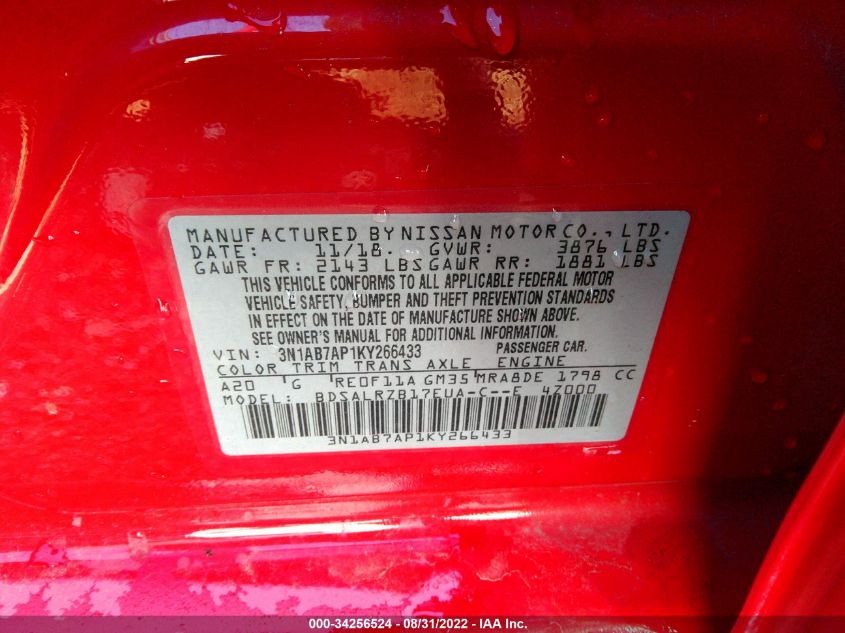 MANUFACTURED BY NISSAN MOTOR CO., LTD.
DATE: 11/18 GVWR: 3876 LBS
GAWR FR: 2143 LBS GAWR RR: 1881 LBS
THIS VEHICLE CONFORMS TO ALL APPLICABLE FEDERAL MOTOR
VEHICLE SAFETY, BUMPER AND THEFT PREVENTION STANDARDS
IN EFFECT ON THE DATE OF MANUFACTURE SHOWN ABOVE.
SEE OWNER'S MANUAL FOR ADDITIONAL INFORMATION.
VIN: 3N1AB7AP1KY266433 PASSENGER CAR.
COLOR TRIM TRANS AXLE ENGINE
A20 G RE0F11A GM35 MRA8DE 1798 CC
MODEL: BDSALRZB17EUA-C--E 4Z000
3N1AB7AP1KY266433
000-34256524 - 08/31/2022 - IAA Inc.